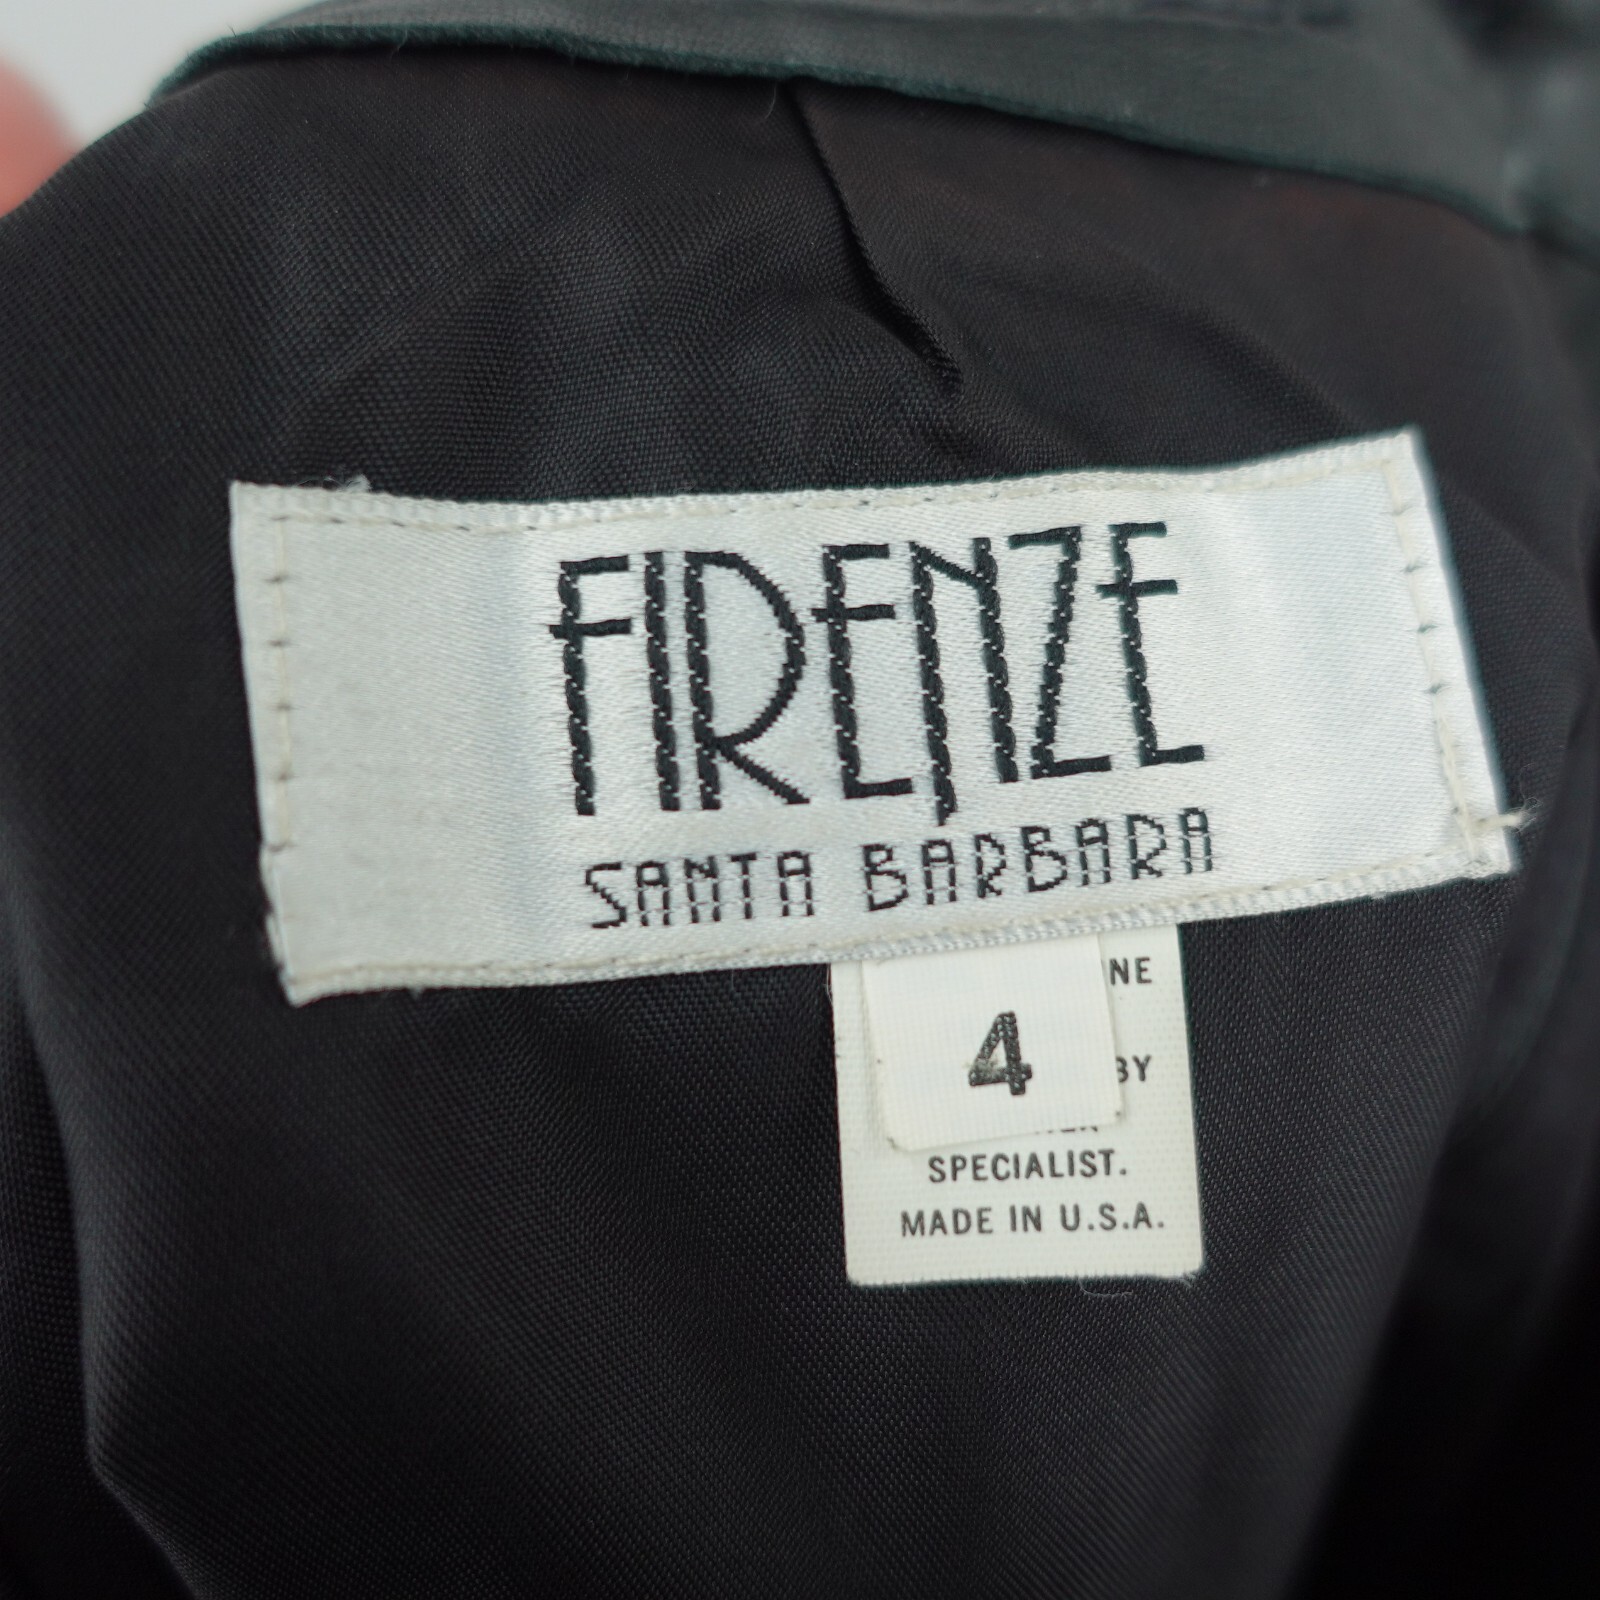 FIRENZE
SANTA BARBARA
NE
4
BY
SPECIALIST.
MADE IN U.S.A.